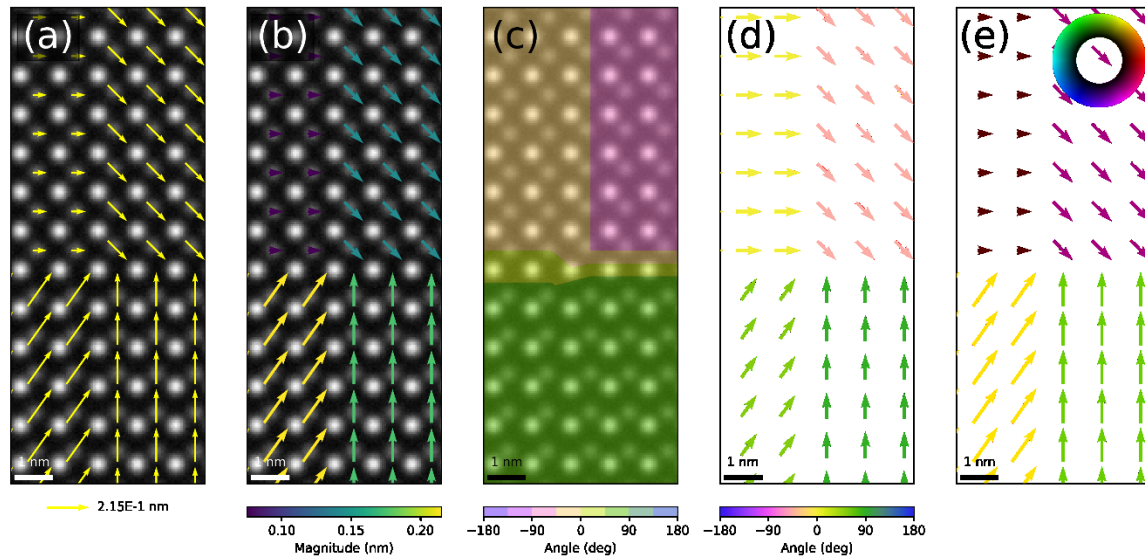 (a) (b) (c) (d) (e)
1 nm 1 nm 1 nm 1 nm 1 nm
2.15E-1 nm
0.10 0.15 0.20 −180 −90 0 90 180 −180 −90 0 90 180
Magnitude (nm) Angle (deg) Angle (deg)